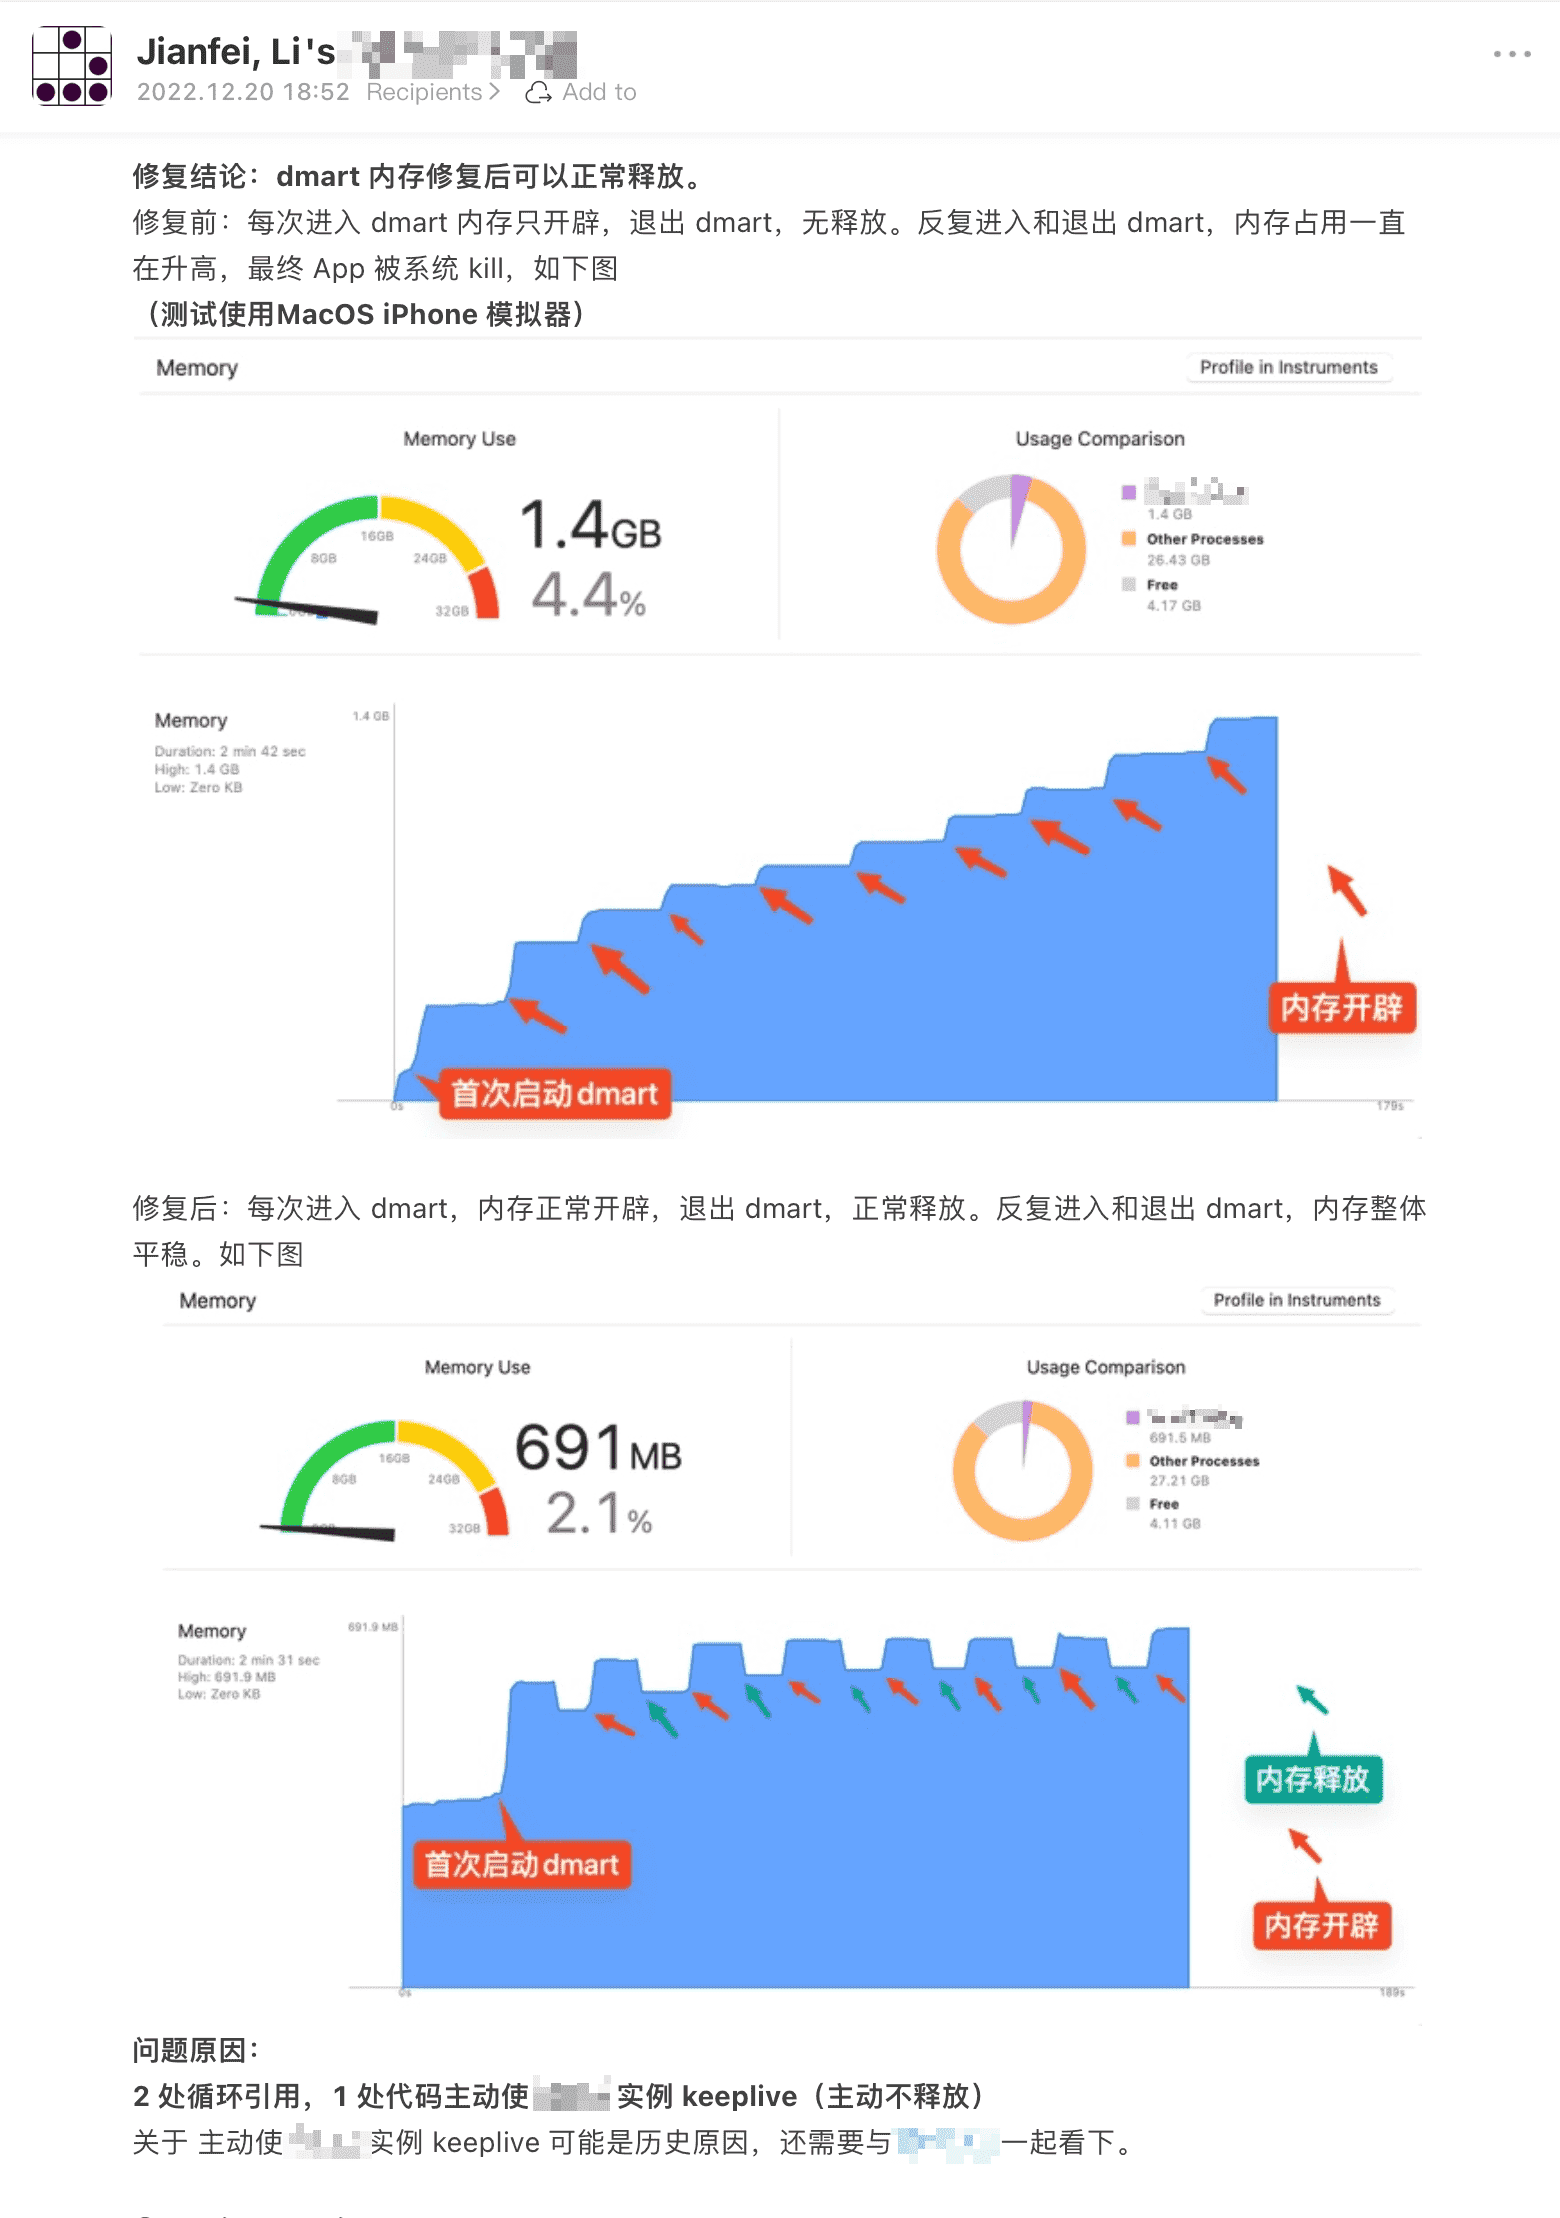 Jianfei, Li's
2022.12.20 18:52 Recipients > Add to
修复结论：dmart 内存修复后可以正常释放。
修复前：每次进入 dmart 内存只开辟，退出 dmart，无释放。反复进入和退出 dmart，内存占用一直
在升高，最终 App 被系统 kill，如下图
（测试使用MacOS iPhone 模拟器）
Memory
Profile in Instruments
Memory Use
Usage Comparison
8GB
16GB
24GB
32GB
1.4GB
4.4%
1.4 GB
Other Processes
26.43 GB
Free
4.17 GB
Memory
Duration: 2 min 42 sec
High: 1.4 GB
Low: Zero KB
1.4 GB
内存开辟
首次启动dmart
0s
179s
修复后：每次进入 dmart，内存正常开辟，退出 dmart，正常释放。反复进入和退出 dmart，内存整体
平稳。如下图
Memory
Profile in Instruments
Memory Use
Usage Comparison
8GB
16GB
24GB
32GB
691MB
2.1%
691.5 MB
Other Processes
27.21 GB
Free
4.11 GB
Memory
Duration: 2 min 31 sec
High: 691.9 MB
Low: Zero KB
691.9 MB
内存释放
首次启动dmart
内存开辟
0s
189s
问题原因：
2 处循环引用，1 处代码主动使 实例 keeplive（主动不释放）
关于 主动使 实例 keeplive 可能是历史原因，还需要与 一起看下。